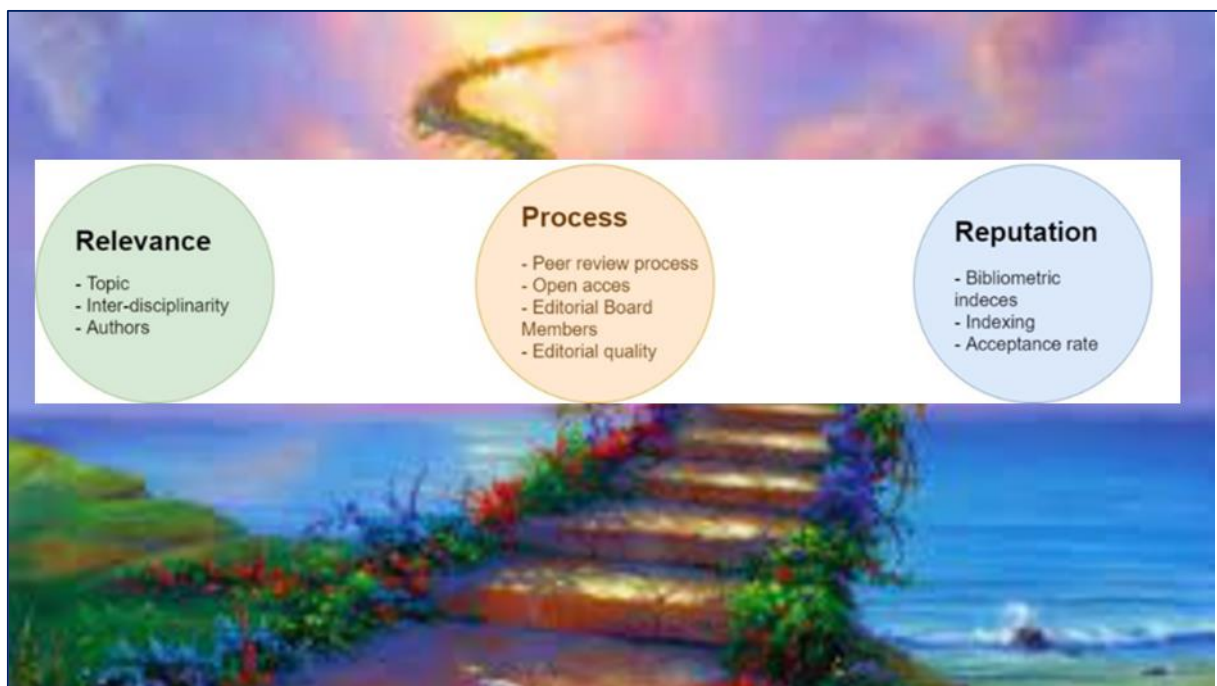 Relevance
- Topic
- Inter-disciplinarity
- Authors
Process
- Peer review process
- Open acces
- Editorial Board
Members
- Editorial quality
Reputation
- Bibliometric
indeces
- Indexing
- Acceptance rate